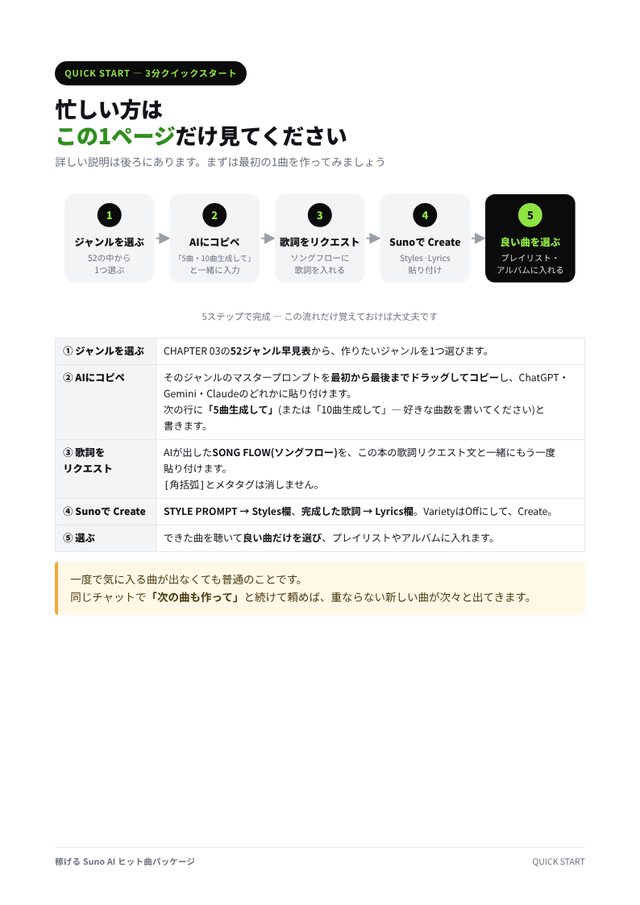 QUICK START — 3分クイックスタート
忙しい方は
この1ページだけ見てください
詳しい説明は後ろにあります。まずは最初の1曲を作ってみましょう
1
ジャンルを選ぶ
52の中から
1つ選ぶ
2
AIにコピペ
「5曲・10曲生成して」
と一緒に入力
3
歌詞をリクエスト
ソングフローに
歌詞を入れる
4
Sunoで Create
Styles·Lyrics
貼り付け
5
良い曲を選ぶ
プレイリスト・
アルバムに入れる
5ステップで完成 — この流れだけ覚えておけば大丈夫です
① ジャンルを選ぶ
CHAPTER 03の52ジャンル早見表から、作りたいジャンルを1つ選びます。
② AIにコピペ
そのジャンルのマスタープロンプトを最初から最後までドラッグしてコピーし、ChatGPT・
Gemini・Claudeのどれかに貼り付けます。
次の行に「5曲生成して」(または「10曲生成して」— 好きな曲数を書いてください)と
書きます。
③ 歌詞を
リクエスト
AIが出したSONG FLOW(ソングフロー)を、この本の歌詞リクエスト文と一緒にもう一度
貼り付けます。
[角括弧]とメタタグは消しません。
④ Sunoで Create
STYLE PROMPT → Styles欄、完成した歌詞 → Lyrics欄。VarietyはOffにして、Create。
⑤ 選ぶ
できた曲を聴いて良い曲だけを選び、プレイリストやアルバムに入れます。
一度で気に入る曲が出なくても普通のことです。
同じチャットで「次の曲も作って」と続けて頼めば、重ならない新しい曲が次々と出てきます。
稼げる Suno AI ヒット曲パッケージ
QUICK START